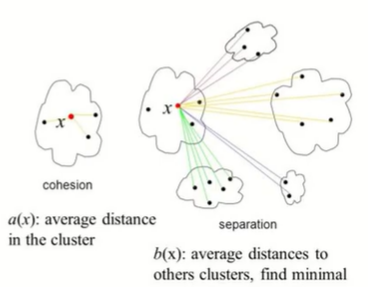 x
x
cohesion
separation
a(x): average distance
in the cluster
b(x): average distances to
others clusters, find minimal